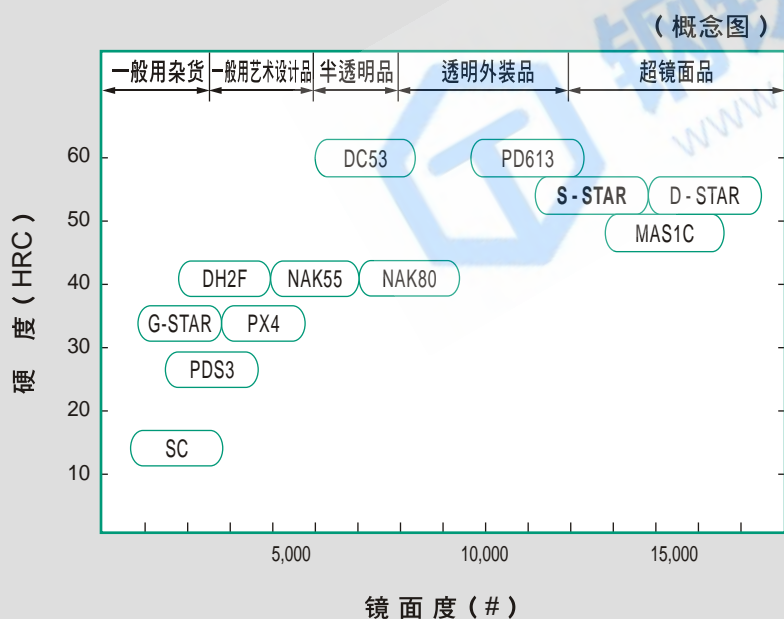 （概念图）
一般用杂货 一般用艺术设计品 半透明品 透明外装品 超镜面品
60
DC53 PD613
S-STAR D-STAR
50
MAS1C
40
DH2F NAK55 NAK80
G-STAR PX4
30
PDS3
20
SC
10
硬度（HRC）
5,000 10,000 15,000
镜面度（#）
WWW